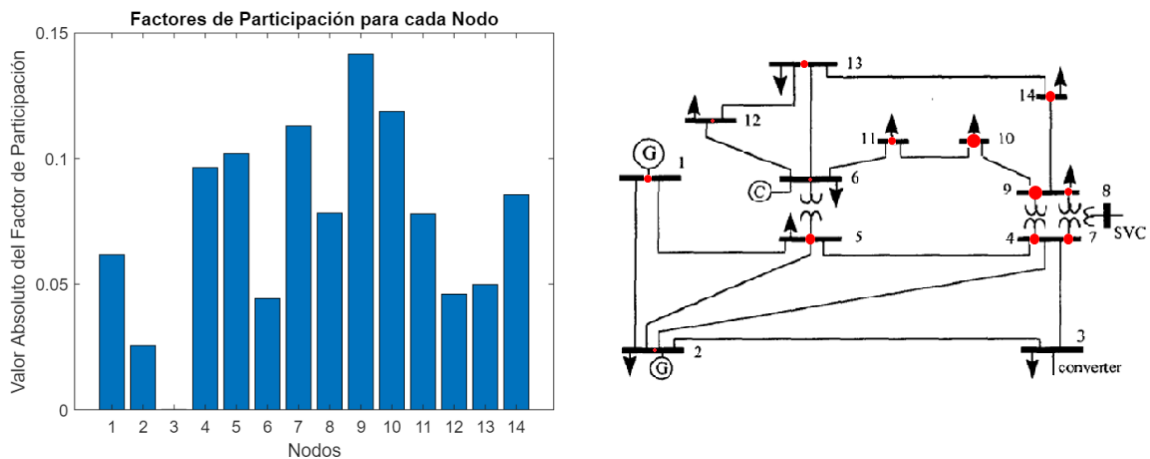 Factores de Participación para cada Nodo
Valor Absoluto del Factor de Participación
0.15
0.1
0.05
0
1 2 3 4 5 6 7 8 9 10 11 12 13 14
Nodos
13
14
12
11
10
G
1
6
C
9
8
SVC
5
4
7
2
G
3
converter